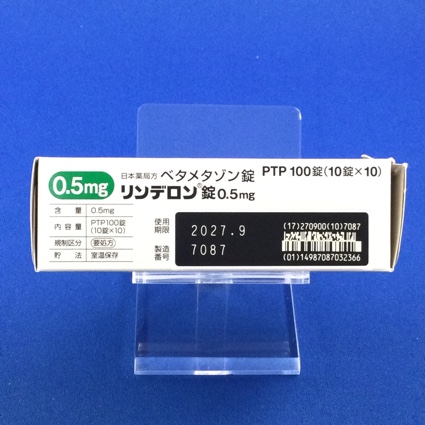 0.5mg
日本薬局方 ベタメタゾン錠 PTP 100錠(10錠×10)
リンデロン®錠0.5mg
含量 0.5mg
内容量 PTP100錠
(10錠×10)
規制区分 要処方
貯法 室温保存
使用
期限 2027.9
製造
番号 7087
(17)270900(10)7087
(01)14987087032366